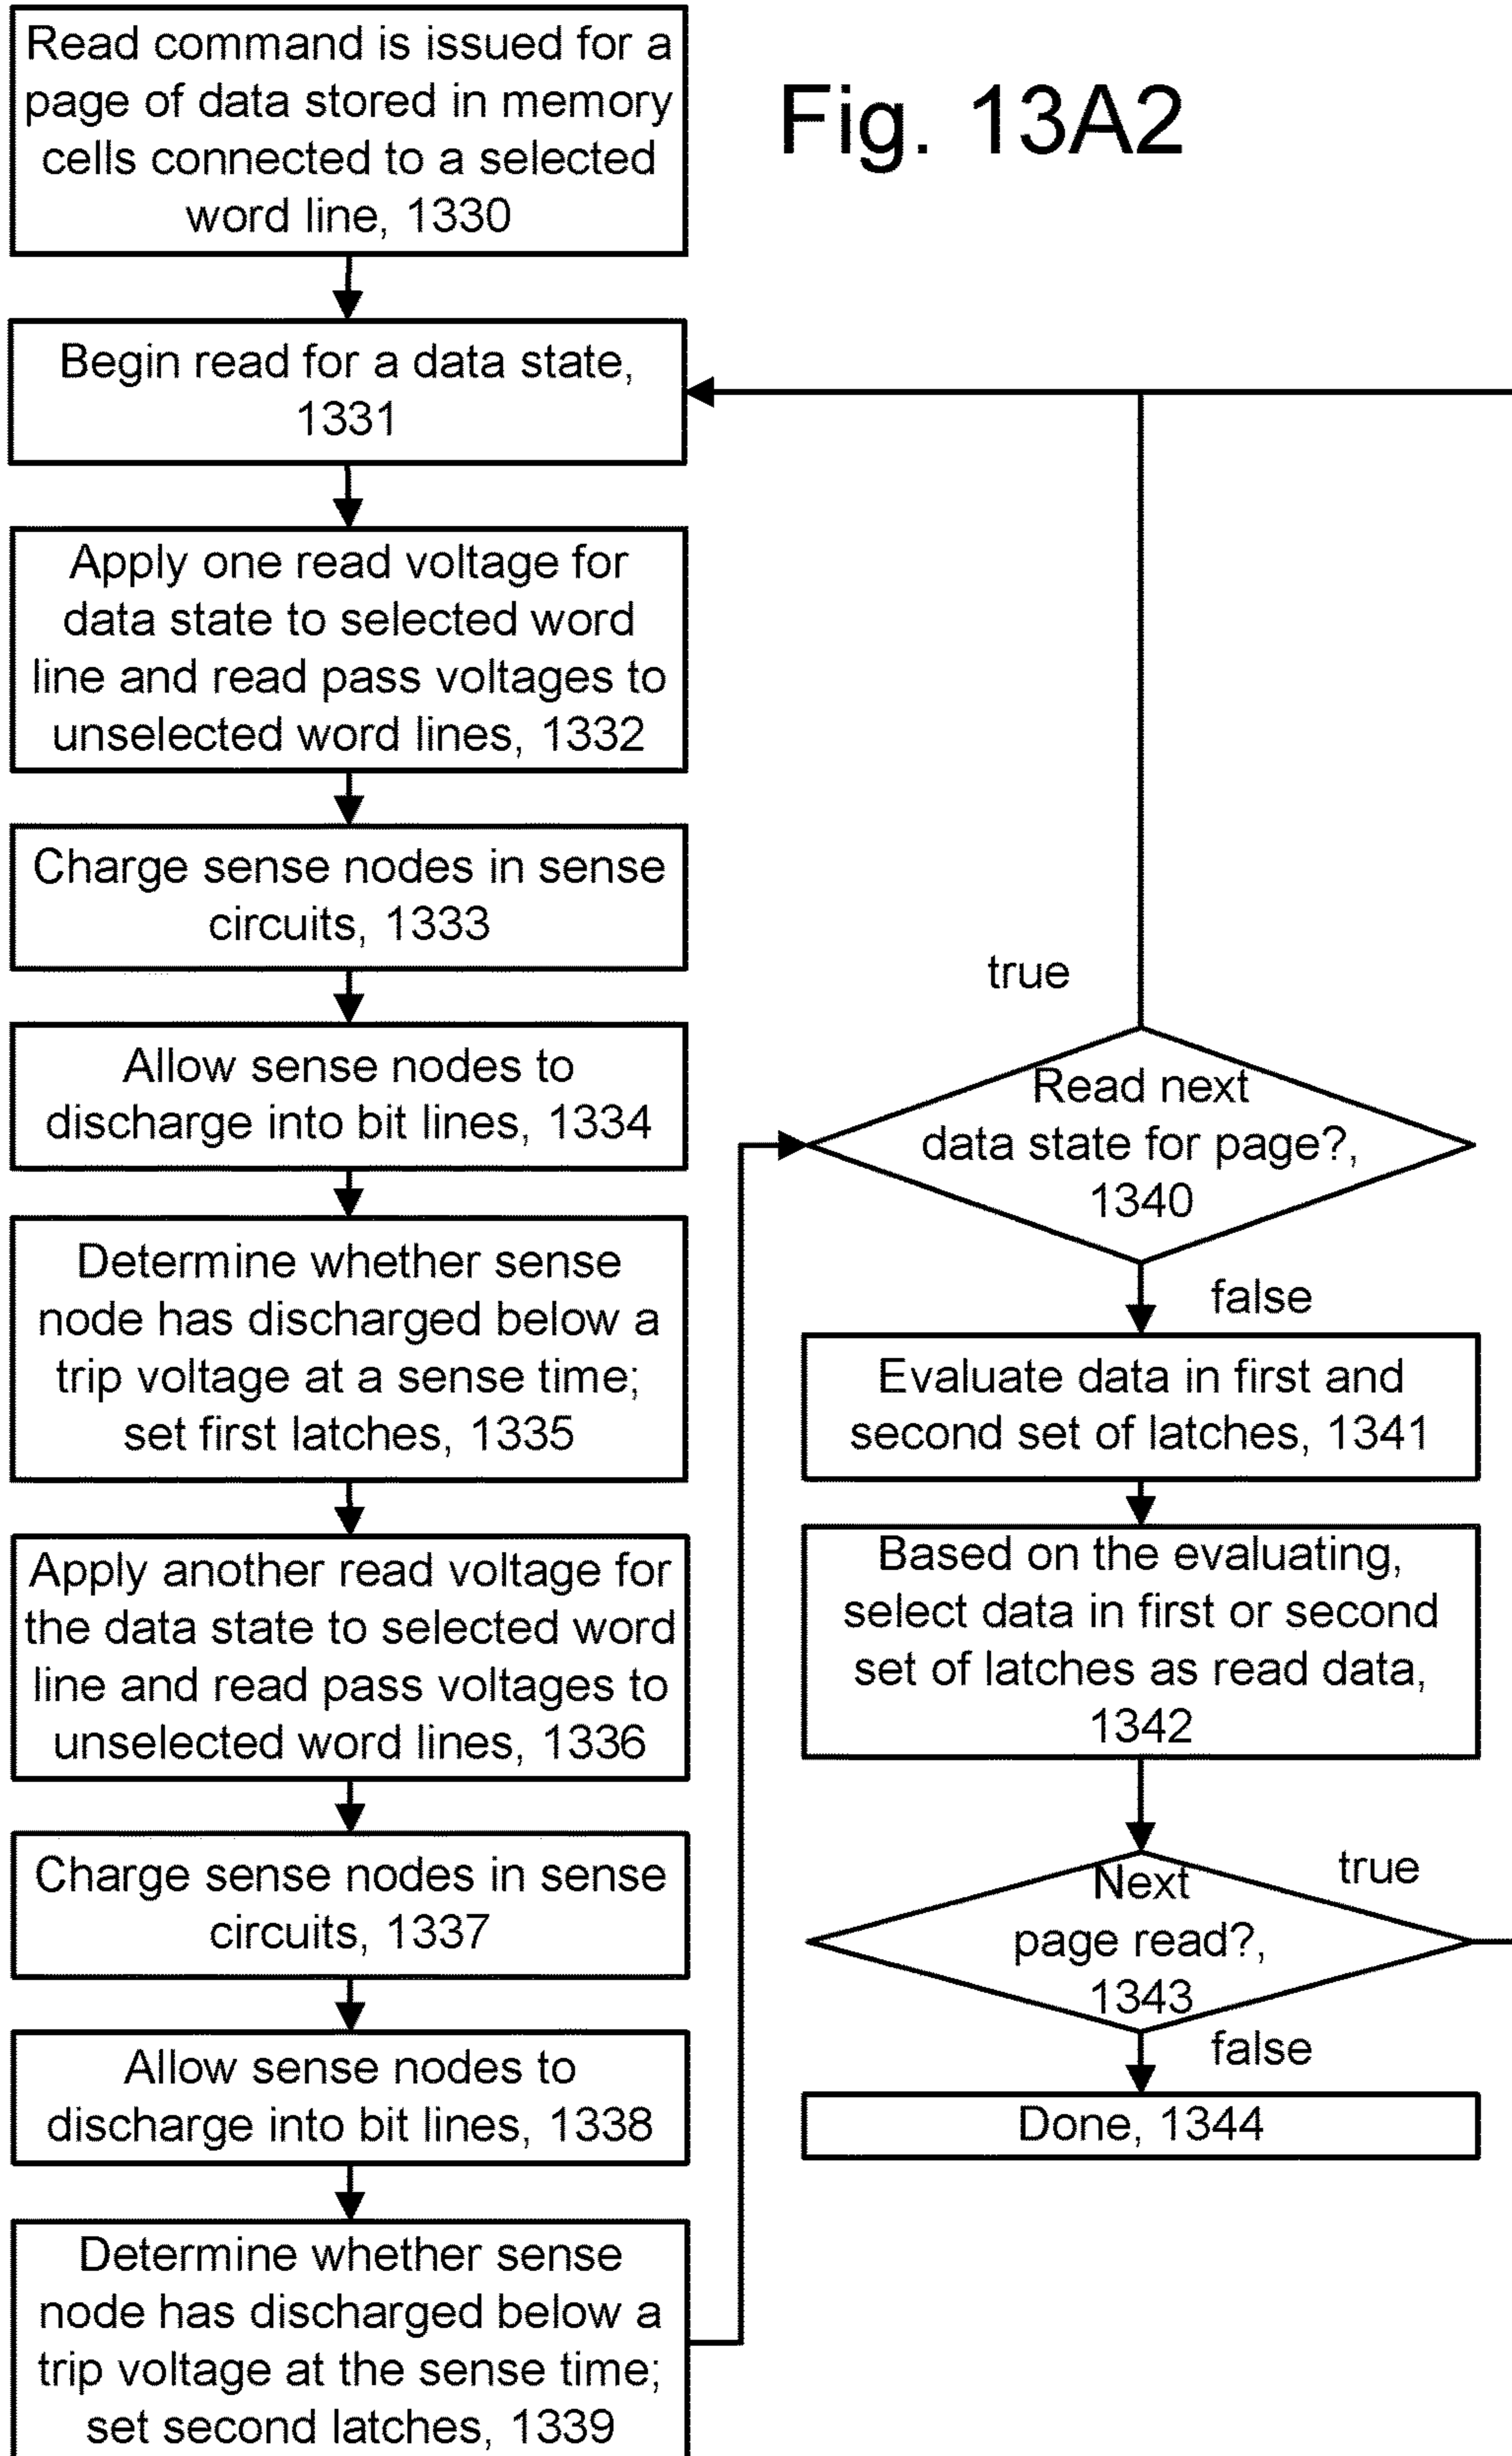 Fig. 13A2
Read command is issued for a
page of data stored in memory
cells connected to a selected
word line, 1330
Begin read for a data state,
1331
Apply one read voltage for
data state to selected word
line and read pass voltages to
unselected word lines, 1332
Charge sense nodes in sense
circuits, 1333
Allow sense nodes to
discharge into bit lines, 1334
Determine whether sense
node has discharged below a
trip voltage at a sense time;
set first latches, 1335
Apply another read voltage for
the data state to selected word
line and read pass voltages to
unselected word lines, 1336
Charge sense nodes in sense
circuits, 1337
Allow sense nodes to
discharge into bit lines, 1338
Determine whether sense
node has discharged below a
trip voltage at the sense time;
set second latches, 1339
true
Read next
data state for page?,
1340
false
Evaluate data in first and
second set of latches, 1341
Based on the evaluating,
select data in first or second
set of latches as read data,
1342
Next
page read?,
1343
true
false
Done, 1344